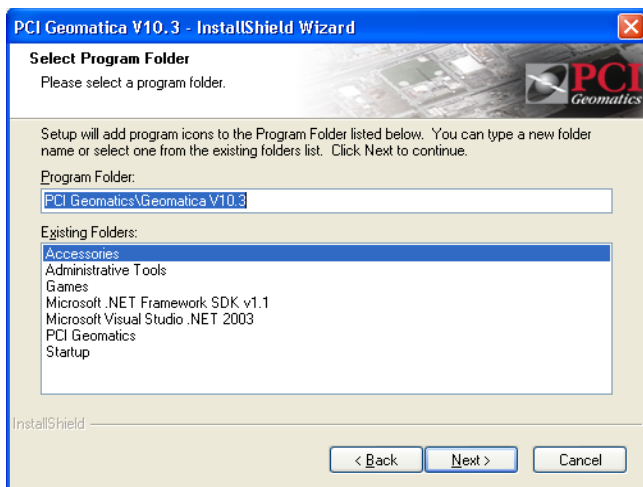 PCI Geomatica V10.3 - InstallShield Wizard
Select Program Folder
Please select a program folder.
PCI
Geomatics
Setup will add program icons to the Program Folder listed below. You can type a new folder
name or select one from the existing folders list. Click Next to continue.
Program Folder:
PCI Geomatics\Geomatica V10.3
Existing Folders:
Accessories
Administrative Tools
Games
Microsoft .NET Framework SDK v1.1
Microsoft Visual Studio .NET 2003
PCI Geomatics
Startup
InstallShield
< Back
Next >
Cancel